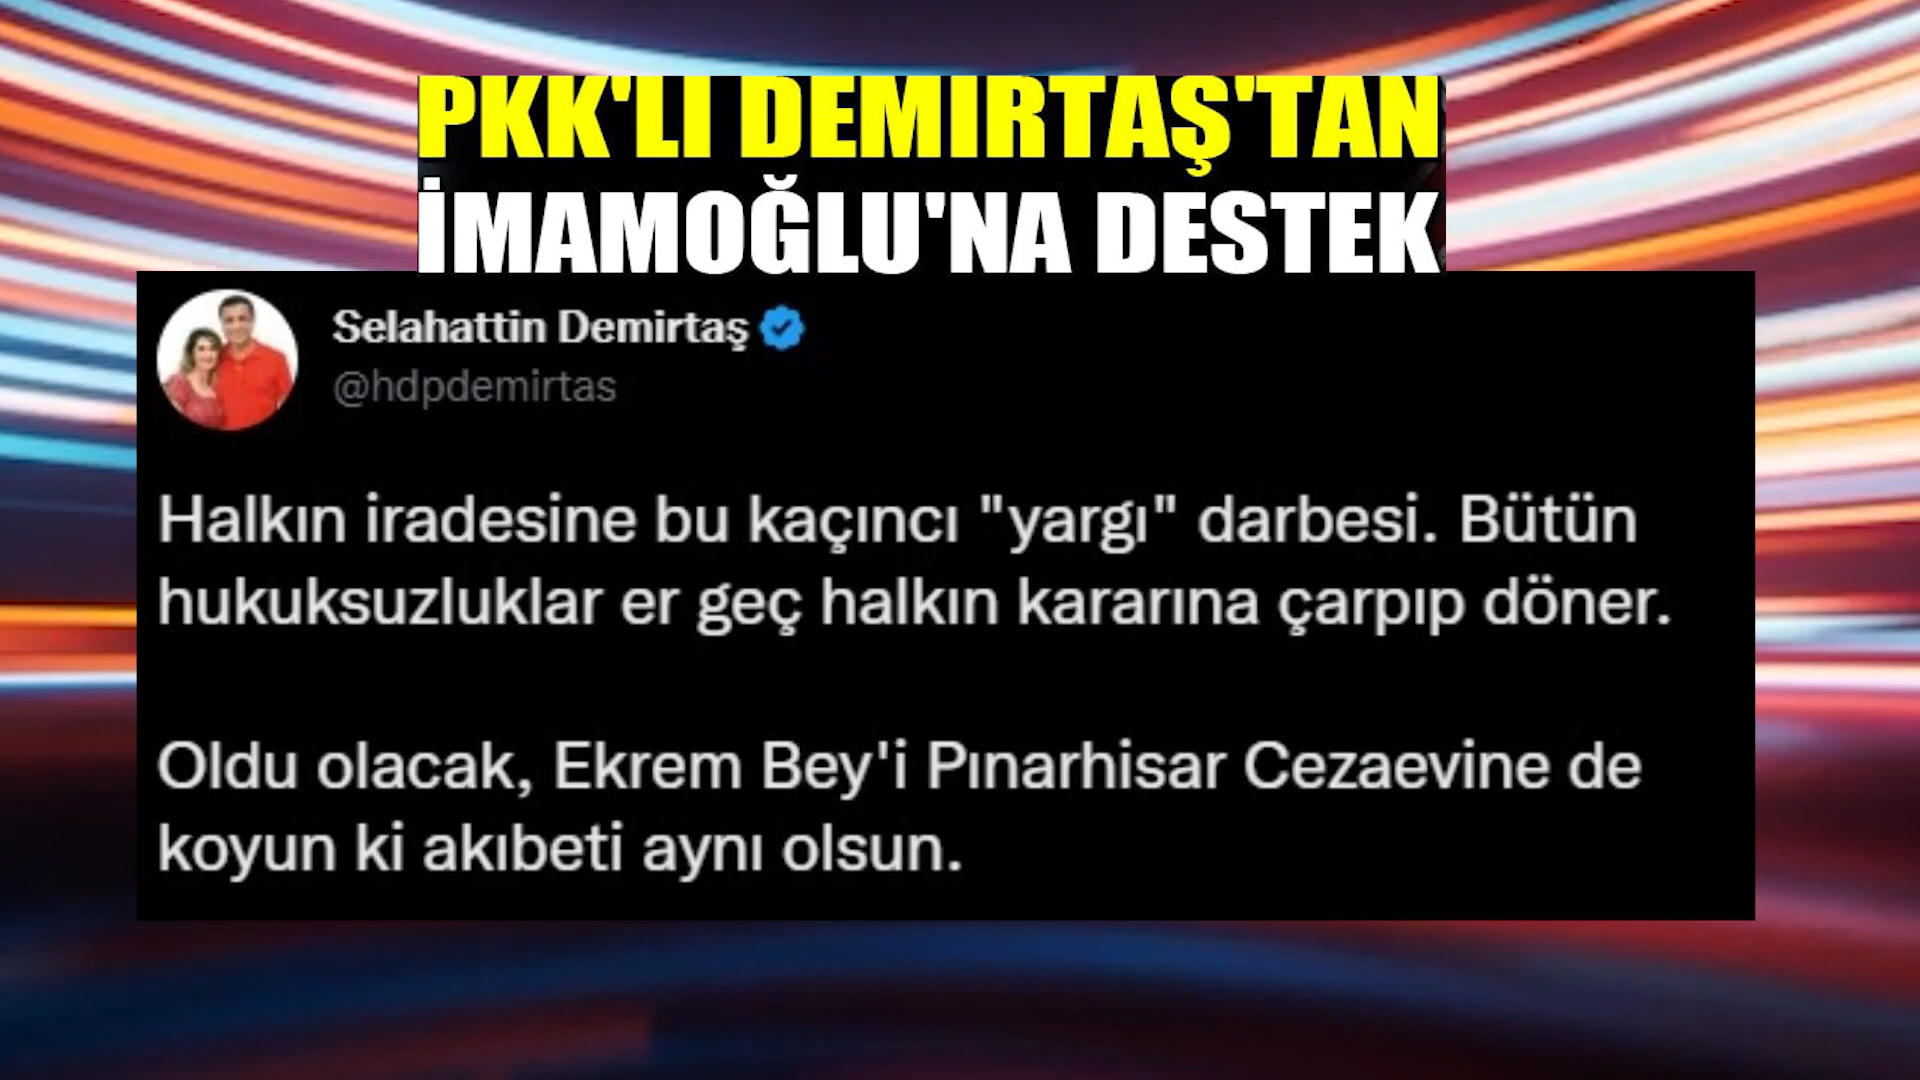 PKK'LI DEMIRTAŞ'TAN
İMAMOĞLU'NA DESTEK
Selahattin Demirtaş
@hdpdemirtas
Halkın iradesine bu kaçıncı "yargı" darbesi. Bütün
hukuksuzluklar er geç halkın kararına çarpıp döner.
Oldu olacak, Ekrem Bey'i Pınarhisar Cezaevine de
koyun ki akıbeti aynı olsun.